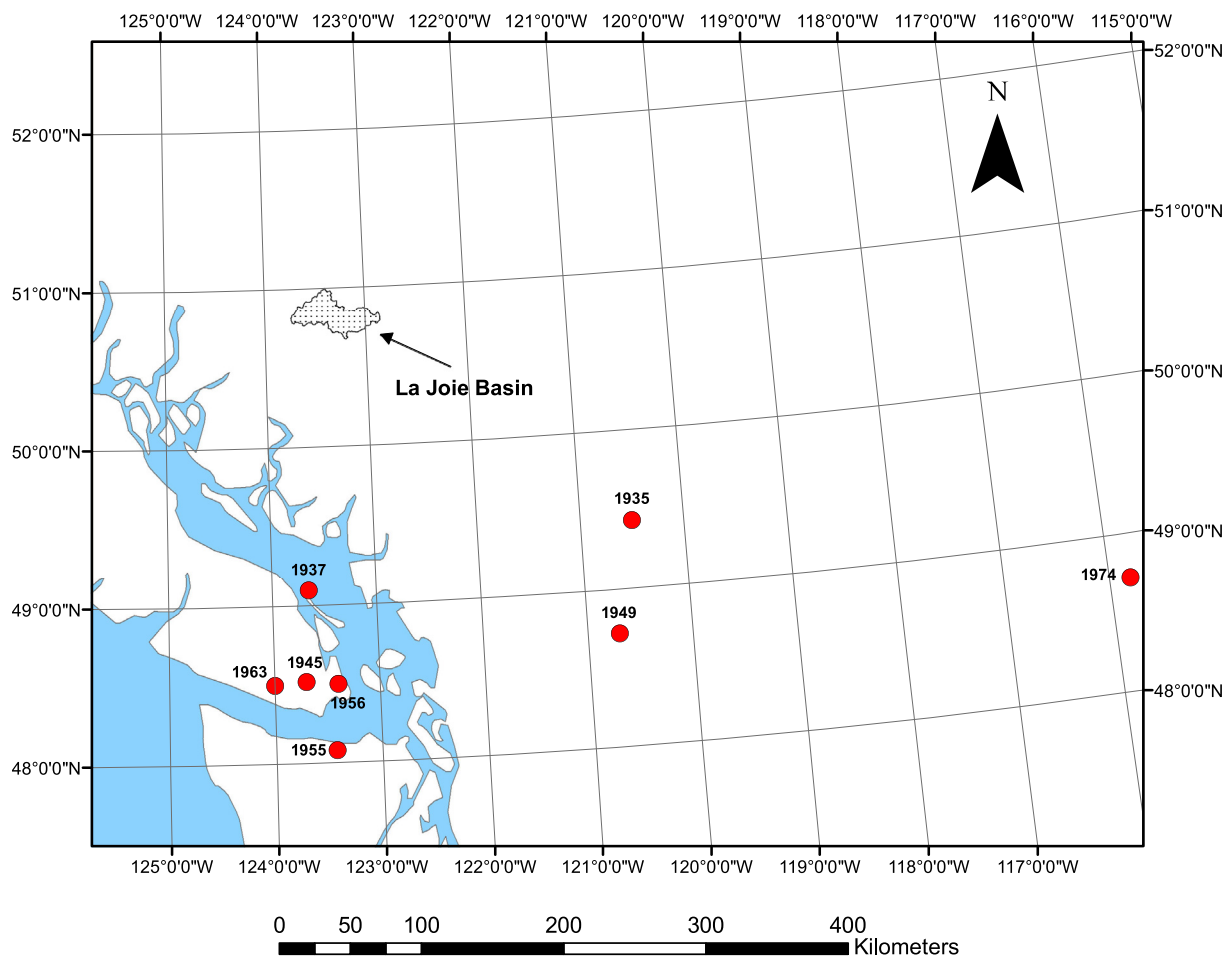 125°0'0"W 124°0'0"W 123°0'0"W 122°0'0"W 121°0'0"W 120°0'0"W 119°0'0"W 118°0'0"W 117°0'0"W 116°0'0"W 115°0'0"W
52°0'0"N
N
52°0'0"N
51°0'0"N
51°0'0"N
La Joie Basin
50°0'0"N
50°0'0"N
1935
49°0'0"N
1937
1974
49°0'0"N
1949
1945
1963
48°0'0"N
1956
1955
48°0'0"N
125°0'0"W 124°0'0"W 123°0'0"W 122°0'0"W 121°0'0"W 120°0'0"W 119°0'0"W 118°0'0"W 117°0'0"W
0 50 100 200 300 400
Kilometers